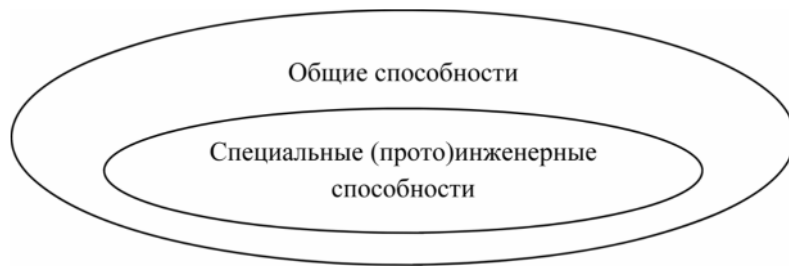 Общие способности
Специальные (прото)инженерные
способности